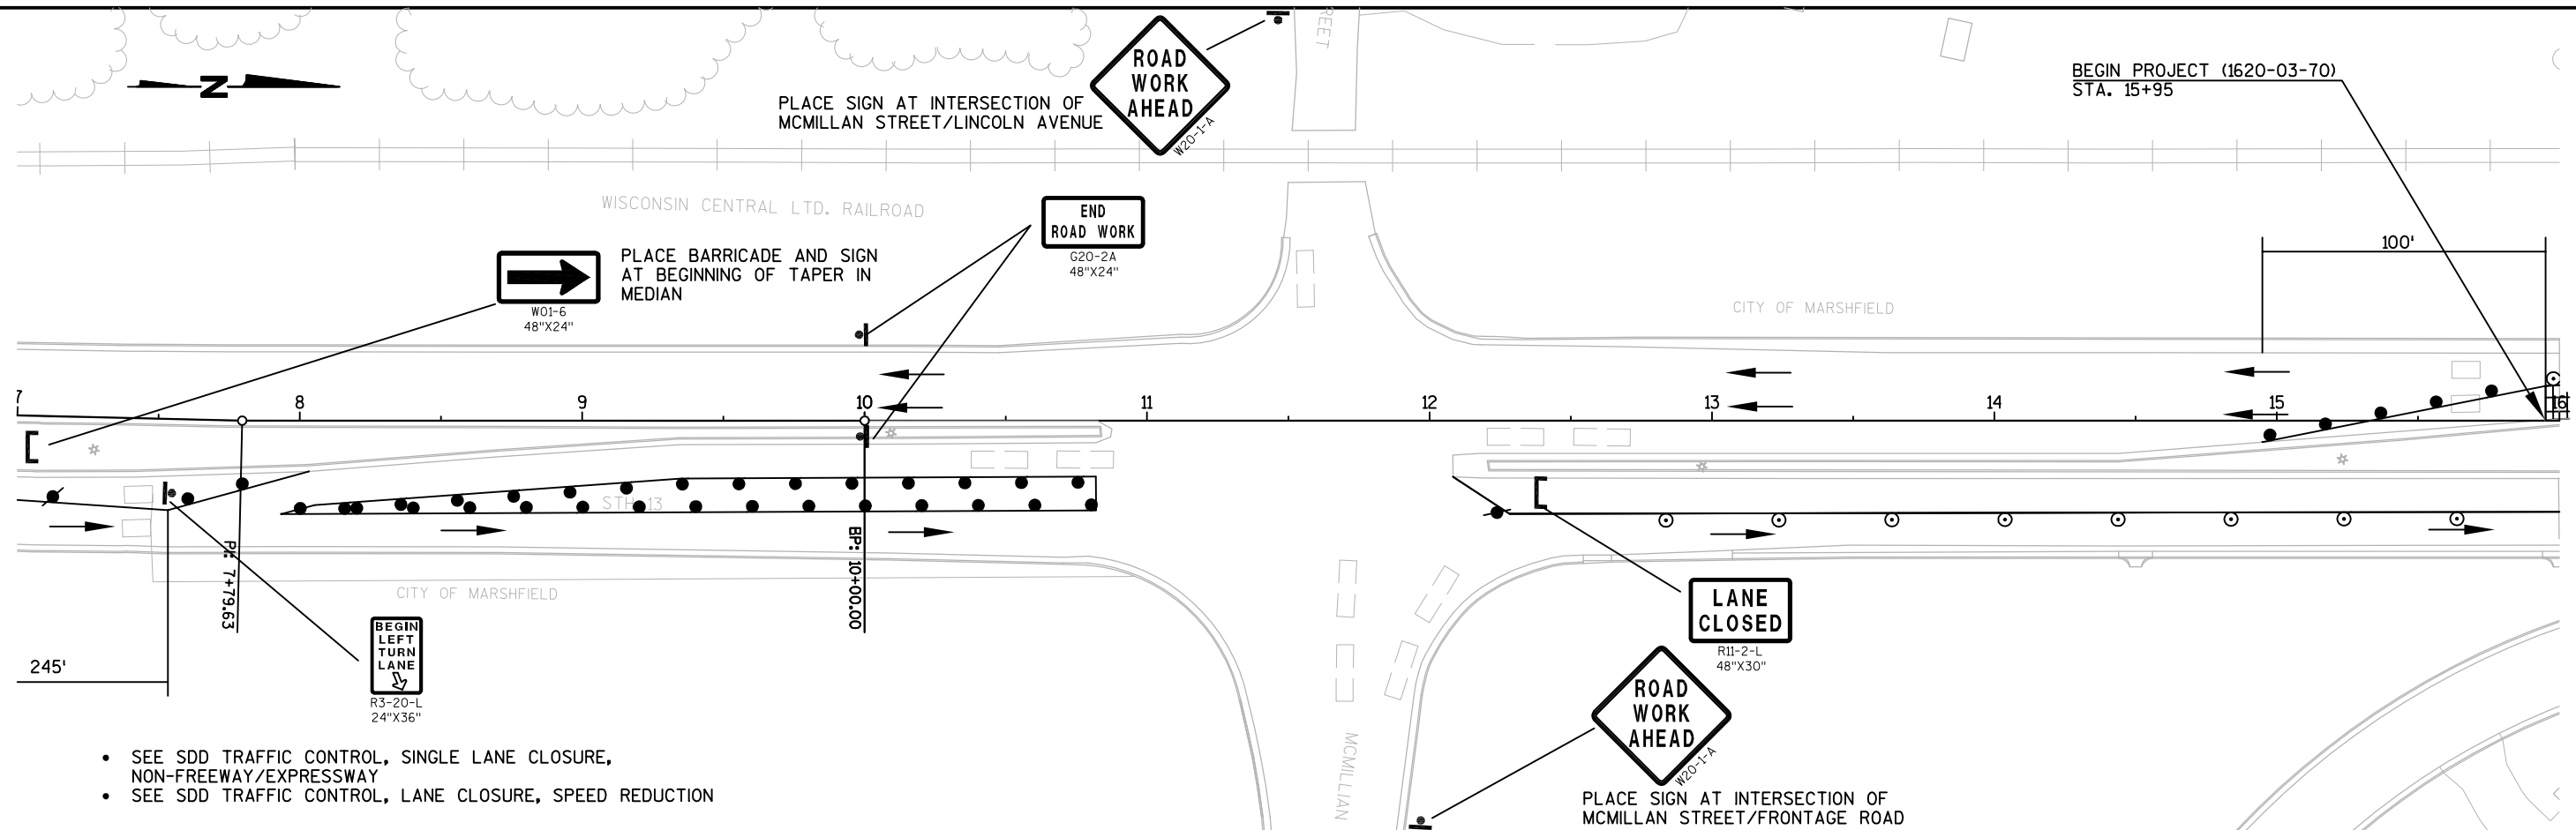 REET
ROAD
WORK
AHEAD
W20-1-A
PLACE SIGN AT INTERSECTION OF
MCMILLAN STREET/LINCOLN AVENUE
N
BEGIN PROJECT (1620-03-70)
STA. 15+95
WISCONSIN CENTRAL LTD. RAILROAD
END
ROAD WORK
G20-2A
48"X24"
PLACE BARRICADE AND SIGN
AT BEGINNING OF TAPER IN
MEDIAN
W01-6
48"X24"
100'
CITY OF MARSHFIELD
7
8
9
10
11
12
13
14
15
16
STH 13
PI: 7+79.63
BP: 10+00.00
CITY OF MARSHFIELD
BEGIN
LEFT
TURN
LANE
R3-20-L
24"X36"
245'
LANE
CLOSED
R11-2-L
48"X30"
ROAD
WORK
AHEAD
W20-1-A
PLACE SIGN AT INTERSECTION OF
MCMILLAN STREET/FRONTAGE ROAD
MCMILLIAN
• SEE SDD TRAFFIC CONTROL, SINGLE LANE CLOSURE,
NON-FREEWAY/EXPRESSWAY
• SEE SDD TRAFFIC CONTROL, LANE CLOSURE, SPEED REDUCTION